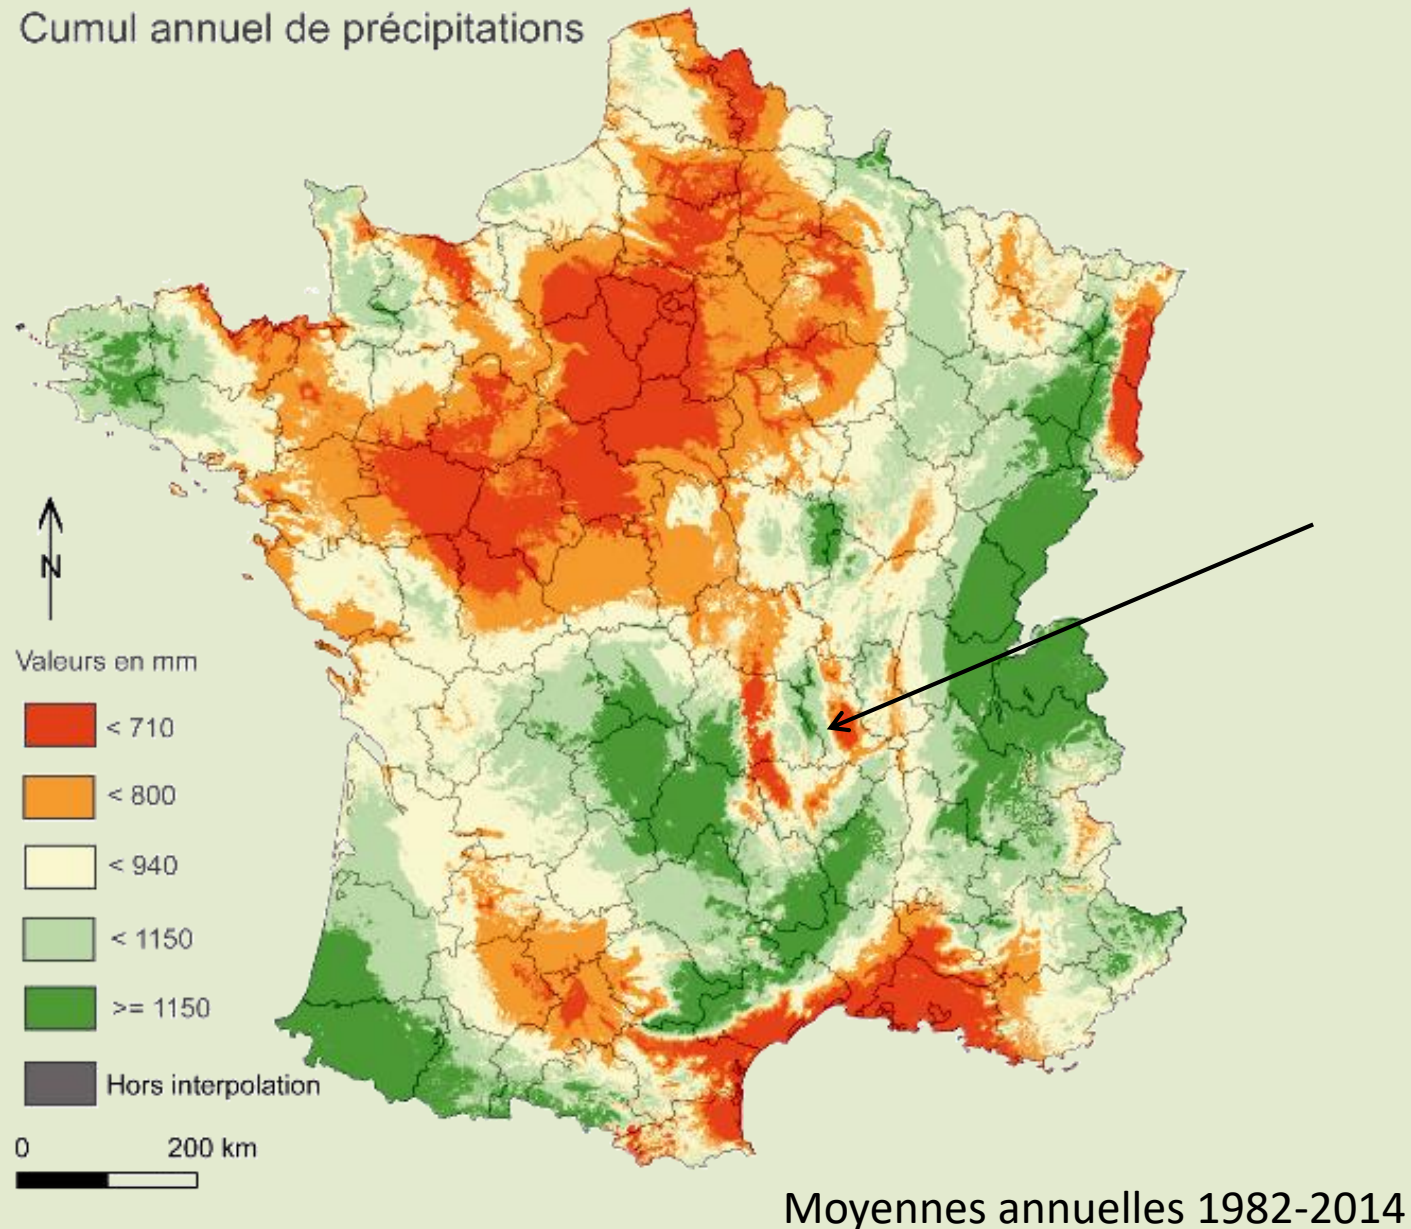 Cumul annuel de précipitations
N
Valeurs en mm
< 710
< 800
< 940
< 1150
>= 1150
Hors interpolation
0 200 km
Moyennes annuelles 1982-2014